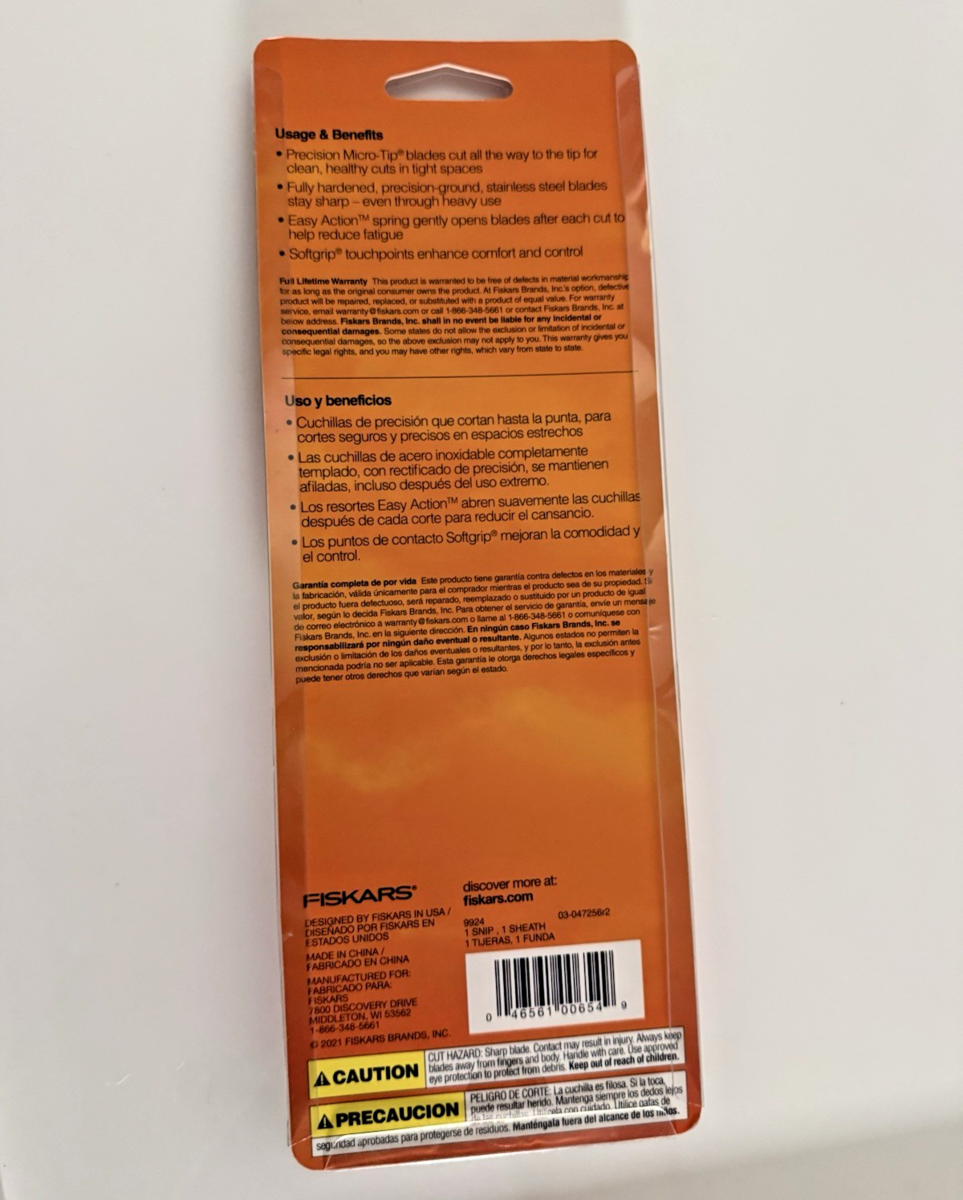 Usage & Benefits
• Precision Micro-Tip® blades cut all the way to the tip for
clean, healthy cuts in tight spaces
• Fully hardened, precision-ground, stainless steel blades
stay sharp – even through heavy use
• Easy Action™ spring gently opens blades after each cut to
help reduce fatigue
• Softgrip® touchpoints enhance comfort and control
Full Lifetime Warranty This product is warranted to be free of defects in material workmanship
for as long as the original consumer owns the product. At Fiskars Brands, Inc.'s option, defective
product will be repaired, replaced, or substituted with a product of equal value. For warranty
service, email warranty@fiskars.com or call 1-866-348-5661 or contact Fiskars Brands, Inc. at
below address. Fiskars Brands, Inc. shall in no event be liable for any incidental or
consequential damages. Some states do not allow the exclusion or limitation of incidental or
consequential damages, so the above exclusion may not apply to you. This warranty gives you
specific legal rights, and you may have other rights, which vary from state to state.
Uso y beneficios
• Cuchillas de precisión que cortan hasta la punta, para
cortes seguros y precisos en espacios estrechos
• Las cuchillas de acero inoxidable completamente
templado, con rectificado de precisión, se mantienen
afiladas, incluso después del uso extremo.
• Los resortes Easy Action™ abren suavemente las cuchillas
después de cada corte para reducir el cansancio.
• Los puntos de contacto Softgrip® mejoran la comodidad y
el control.
Garantía completa de por vida Este producto tiene garantía contra defectos en los materiales y
la fabricación, válida únicamente para el comprador mientras el producto sea de su propiedad. Si
el producto fuera defectuoso, será reparado, reemplazado o sustituido por un producto de igual
valor, según lo decida Fiskars Brands, Inc. Para obtener el servicio de garantía, envíe un mensaje
de correo electrónico a warranty@fiskars.com o llame al 1-866-348-5661 o comuníquese con
Fiskars Brands, Inc. en la siguiente dirección. En ningún caso Fiskars Brands, Inc. se
responsabilizará por ningún daño eventual o resultante. Algunos estados no permiten la
exclusión o limitación de los daños eventuales o resultantes, y por lo tanto, la exclusión antes
mencionada podría no ser aplicable. Esta garantía le otorga derechos legales específicos y
puede tener otros derechos que varían según el estado.
FISKARS®
DESIGNED BY FISKARS IN USA /
DISEÑADO POR FISKARS EN
ESTADOS UNIDOS
MADE IN CHINA /
FABRICADO EN CHINA
MANUFACTURED FOR:
FABRICADO PARA:
FISKARS
7800 DISCOVERY DRIVE
MIDDLETON, WI 53562
1-866-348-5661
© 2021 FISKARS BRANDS, INC.
discover more at:
fiskars.com
9924 03-047256r2
1 SNIP , 1 SHEATH
1 TIJERAS, 1 FUNDA
0 46561 00654 9
CAUTION
CUT HAZARD: Sharp blade. Contact may result in injury. Always keep
blades away from fingers and body. Handle with care. Use approved
eye protection to protect from debris. Keep out of reach of children.
PRECAUCION
PELIGRO DE CORTE: La cuchilla es filosa. Si la toca,
puede resultar herido. Mantenga siempre los dedos lejos
de las cuchillas. Utilícela con cuidado. Utilice gafas de
seguridad aprobadas para protegerse de residuos. Manténgala fuera del alcance de los niños.